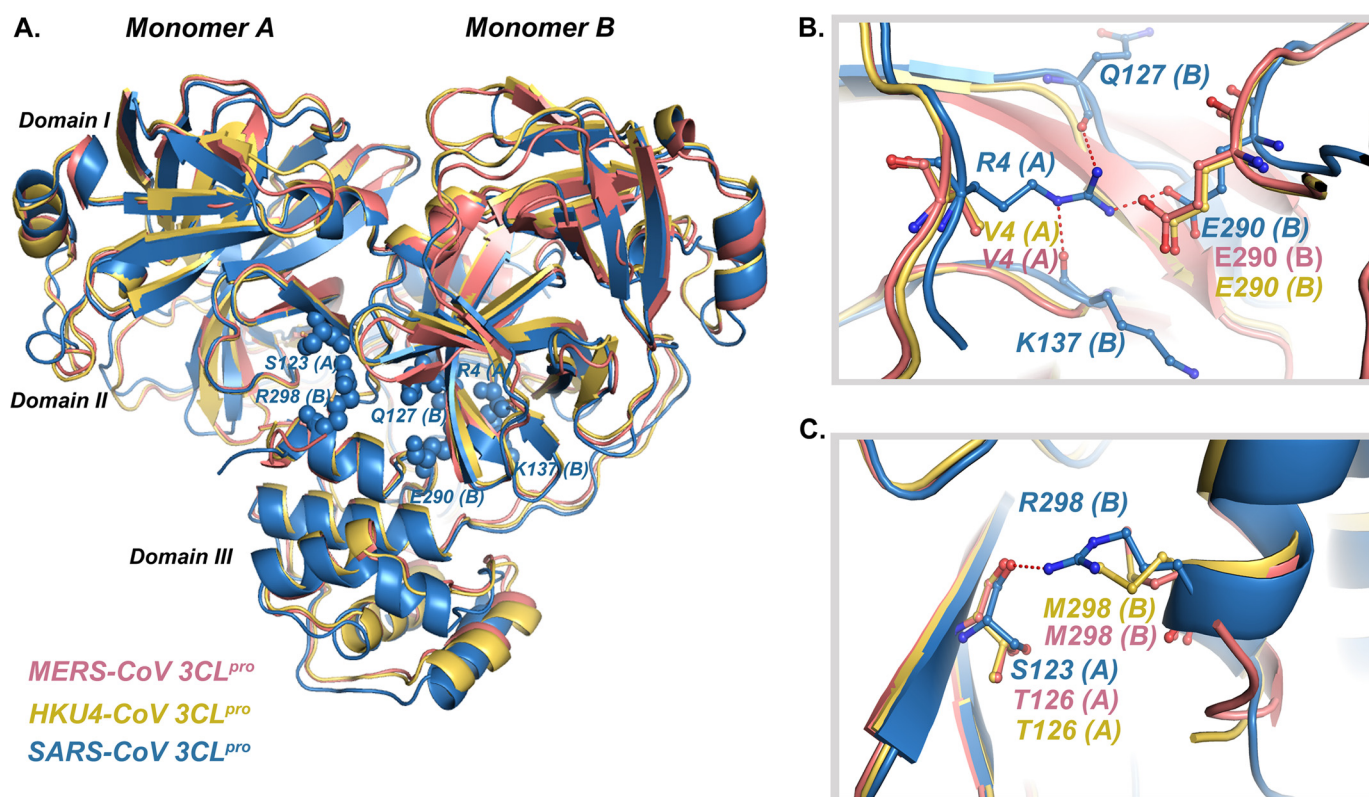 A.
Monomer A
Monomer B
Domain I
S123 (A)
R4 (A)
R298 (B)
Q127 (B)
Domain II
K137 (B)
E290 (B)
Domain III
MERS-CoV 3CLpro
HKU4-CoV 3CLpro
SARS-CoV 3CLpro
B.
Q127 (B)
R4 (A)
V4 (A)
V4 (A)
E290 (B)
E290 (B)
E290 (B)
K137 (B)
C.
R298 (B)
M298 (B)
M298 (B)
S123 (A)
T126 (A)
T126 (A)